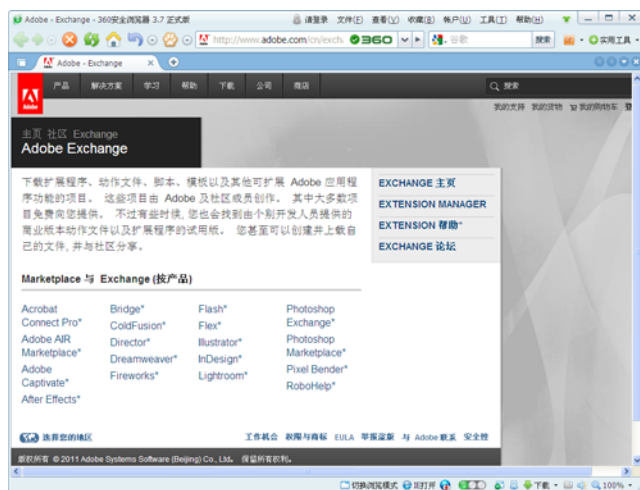 Adobe - Exchange - 360安全浏览器 3.7 正式版
请登录 文件(F) 查看(V) 收藏(B) 帐户(U) 工具(T) 帮助(H)
http://www.adobe.com/cn/exch
360
谷歌
搜索
实用工具
Adobe - Exchange
Adobe
产品 解决方案 学习 帮助 下载 公司 商店
搜索
我的支持 我的货物 我的购物车 登
主页 社区 Exchange
Adobe Exchange
下载扩展程序、动作文件、脚本、模板以及其他可扩展 Adobe 应用程
序功能的项目。 这些项目由 Adobe 及社区成员创作。 其中大多数项
目免费向您提供。 不过有些时候, 您也会找到由个别开发人员提供的
商业版本动作文件以及扩展程序的试用版。 您甚至可以创建并上载自
己的文件, 并与社区分享。
EXCHANGE 主页
EXTENSION MANAGER
EXTENSION 帮助*
EXCHANGE 论坛
Marketplace 与 Exchange (按产品)
Acrobat
Connect Pro*
Adobe AIR
Marketplace*
Adobe
Captivate*
After Effects*
Bridge*
ColdFusion*
Director*
Dreamweaver*
Fireworks*
Flash*
Flex*
Illustrator*
InDesign*
Lightroom*
Photoshop
Exchange*
Photoshop
Marketplace*
Pixel Bender*
RoboHelp*
选择您的地区
工作机会 权限与商标 EULA 举报盗版 与 Adobe 联系 安全性
版权所有 © 2011 Adobe Systems Software (Beijing) Co., Ltd. 保留所有权利。
切换浏览模式 旧打开 下载 100%